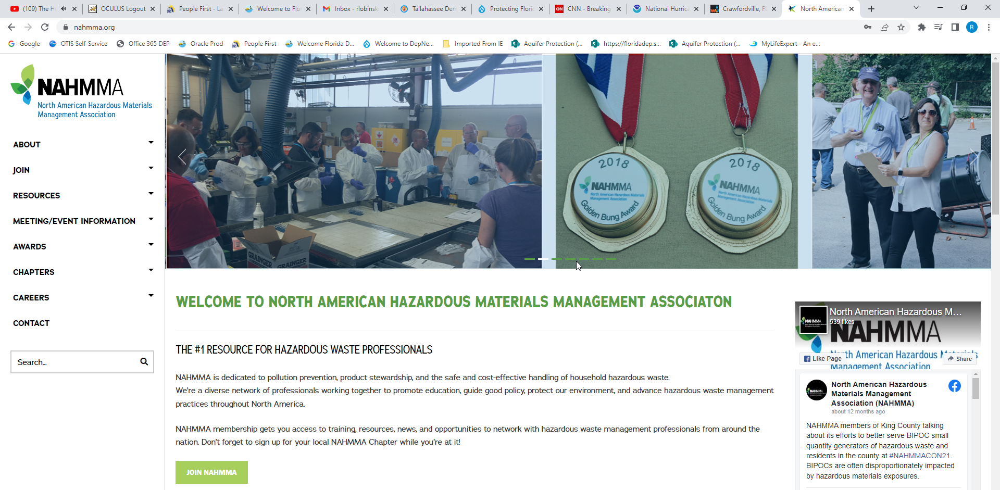 (109) The H
OCULUS Logout
People First - La
Welcome to Flo
Inbox - rlobinsk
Tallahassee Dem
Protecting Floric
CNN - Breaking
National Hurrica
Crawfordville, FL
North American
nahmma.org
R
Google
OTIS Self-Service
Office 365 DEP
Oracle Prod
People First
Welcome Florida D...
Welcome to DepNe...
Imported From IE
Aquifer Protection (...
https://floridadep.s...
Aquifer Protection (...
MyLifeExpert - An e...
NAHMMA
North American Hazardous Materials
Management Association
ABOUT
JOIN
RESOURCES
MEETING/EVENT INFORMATION
AWARDS
CHAPTERS
CAREERS
CONTACT
Search...
GRAINGER
GRAINGER
2018
NAHMMA
North American Hazardous Materials
Management Association
Golden Bung Award
2018
NAHMMA
North American Hazardous Materials
Management Association
Golden Bung Award
WELCOME TO NORTH AMERICAN HAZARDOUS MATERIALS MANAGEMENT ASSOCIATON
THE #1 RESOURCE FOR HAZARDOUS WASTE PROFESSIONALS
NAHMMA is dedicated to pollution prevention, product stewardship, and the safe and cost-effective handling of household hazardous waste.
We're a diverse network of professionals working together to promote education, guide good policy, protect our environment, and advance hazardous waste management
practices throughout North America.
NAHMMA membership gets you access to training, resources, news, and opportunities to network with hazardous waste management professionals from around the
nation. Don't forget to sign up for your local NAHMMA Chapter while you're at it!
JOIN NAHMMA
North American Hazardous M...
539 likes
NAHMMA
North American Hazardous Materials
Management Association
Like Page
Share
North American Hazardous
Materials Management
Association (NAHMMA)
about 12 months ago
NAHMMA members of King County talking
about its efforts to better serve BIPOC small
quantity generators of hazardous waste and
residents in the county at #NAHMMACON21.
BIPOCs are often disproportionately impacted
by hazardous materials exposures.